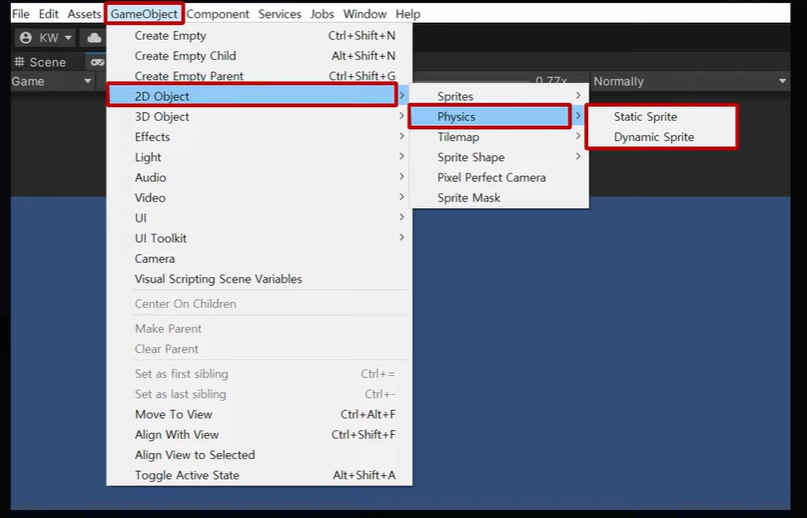 File Edit Assets GameObject Component Services Jobs Window Help
KW
Scene
Game 0.77x Normally
Create Empty Ctrl+Shift+N
Create Empty Child Alt+Shift+N
Create Empty Parent Ctrl+Shift+G
2D Object
3D Object
Effects
Light
Audio
Video
UI
UI Toolkit
Camera
Visual Scripting Scene Variables
Center On Children
Make Parent
Clear Parent
Set as first sibling Ctrl+=
Set as last sibling Ctrl+-
Move To View Ctrl+Alt+F
Align With View Ctrl+Shift+F
Align View to Selected
Toggle Active State Alt+Shift+A
Sprites
Physics
Tilemap
Sprite Shape
Pixel Perfect Camera
Sprite Mask
Static Sprite
Dynamic Sprite